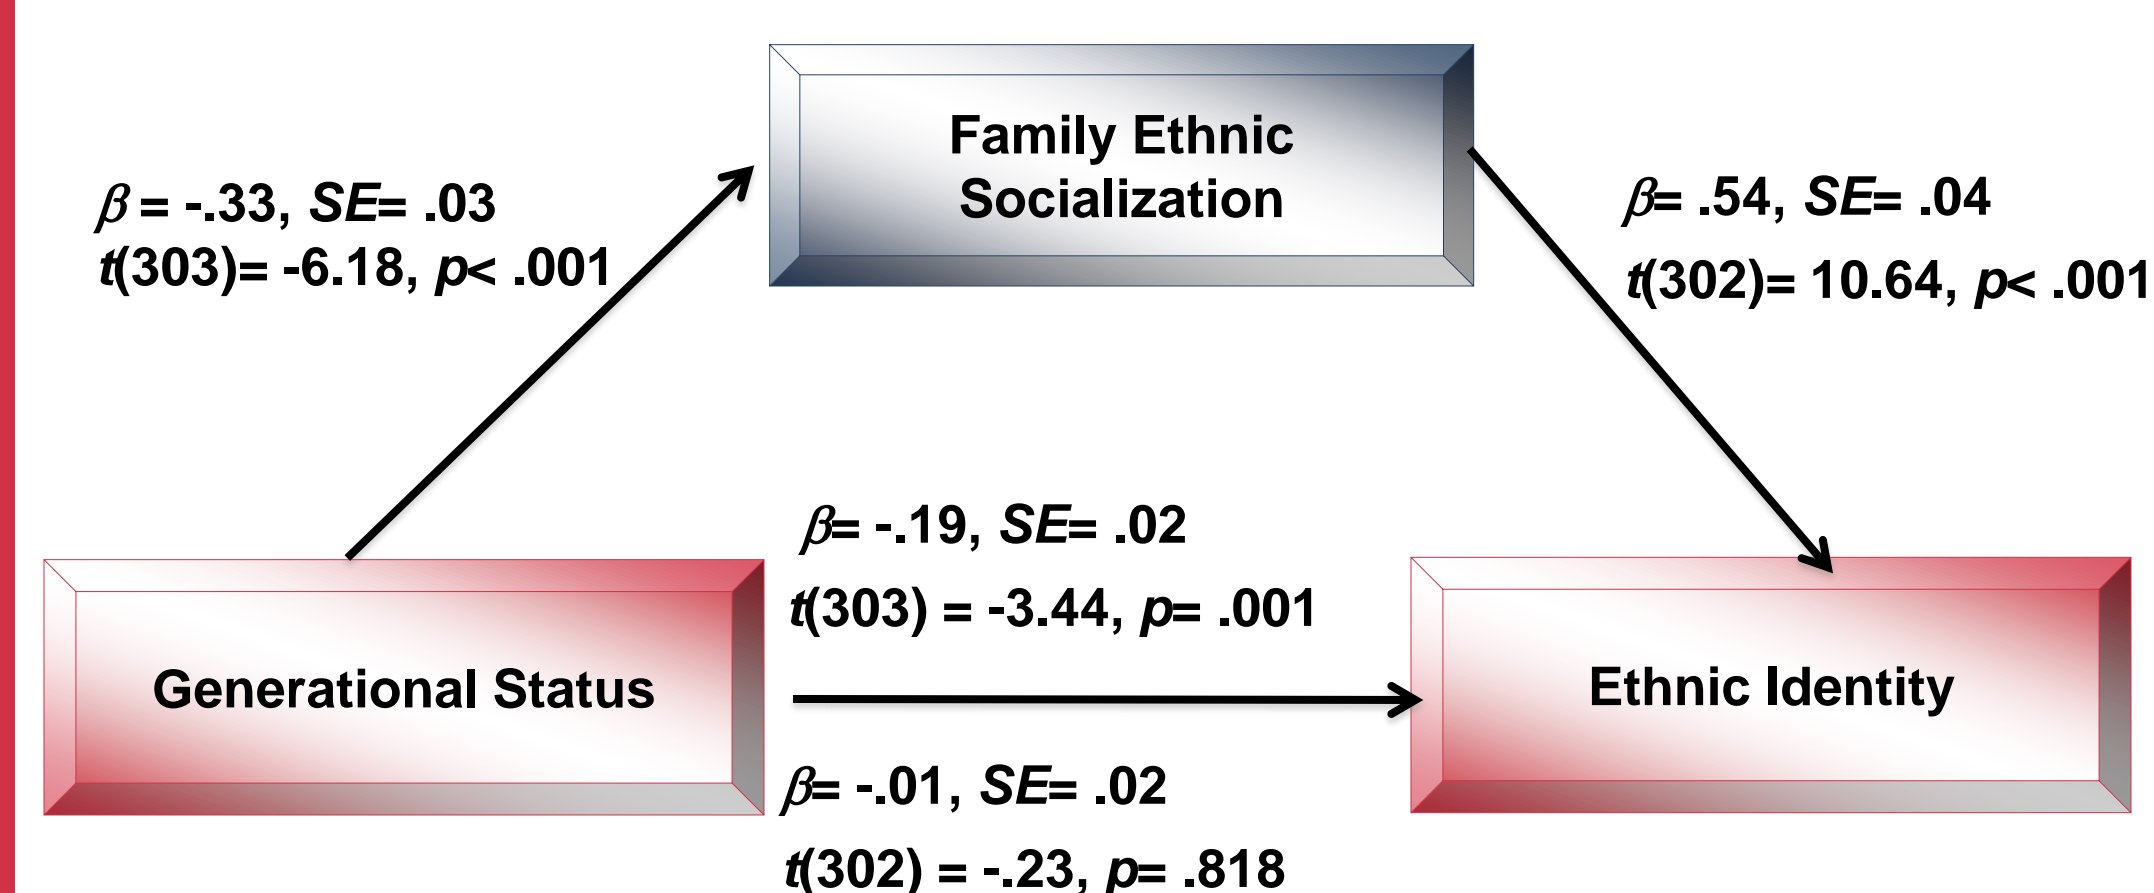 Family Ethnic
Socialization
β = -.33, SE= .03
t(303)= -6.18, p< .001
β= .54, SE= .04
t(302)= 10.64, p< .001
β= -.19, SE= .02
t(303) = -3.44, p= .001
Generational Status
Ethnic Identity
β= -.01, SE= .02
t(302) = -.23, p= .818